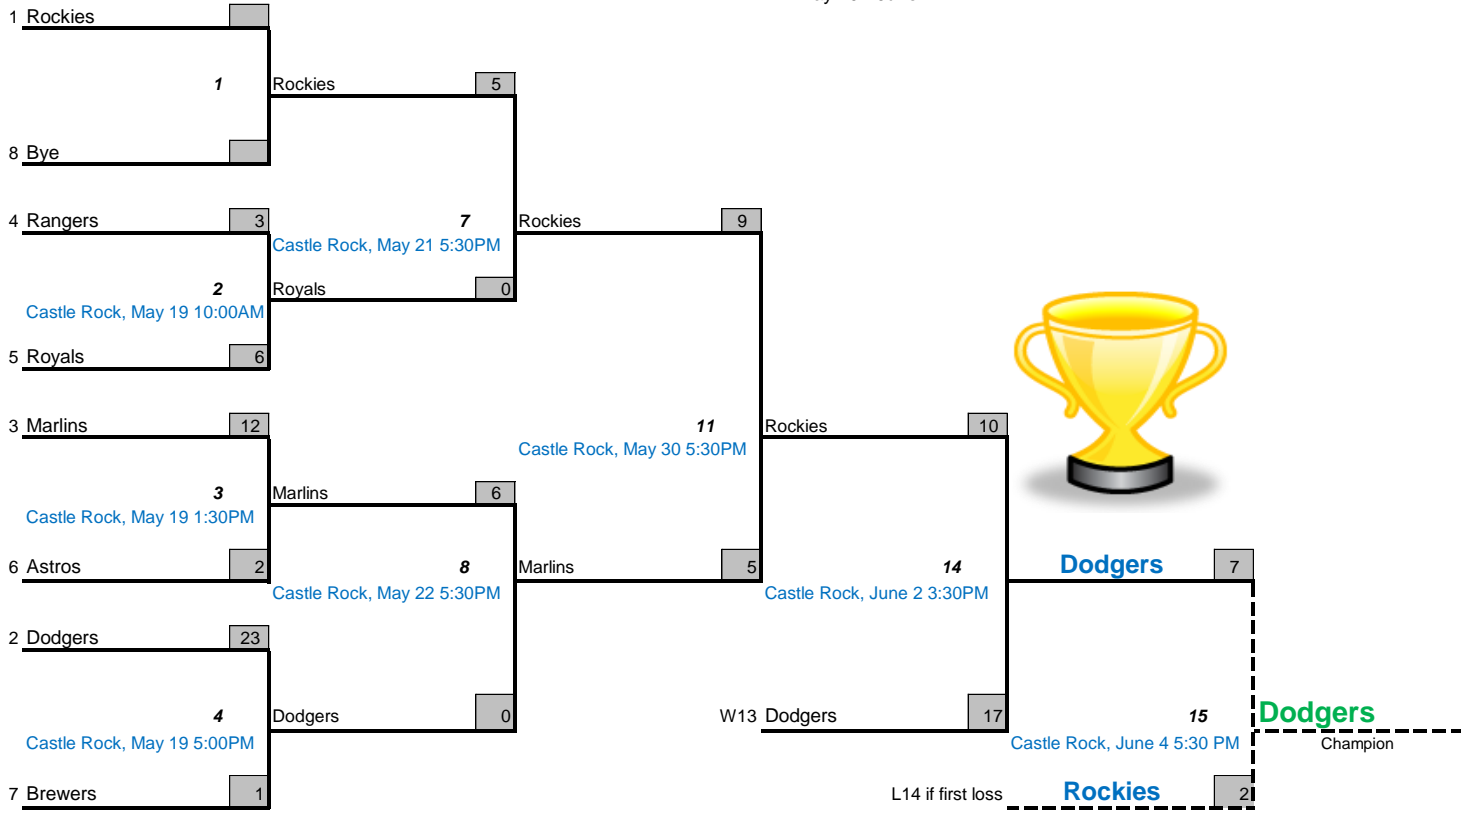 1 Rockies
1 Rockies 5
8 Bye
4 Rangers 3
7 Rockies 9
Castle Rock, May 21 5:30PM
2 Royals 0
Castle Rock, May 19 10:00AM
5 Royals 6
3 Marlins 12
11 Rockies 10
Castle Rock, May 30 5:30PM
3 Marlins 6
Castle Rock, May 19 1:30PM
6 Astros 2
8 Marlins 5
14 Dodgers 7
Castle Rock, May 22 5:30PM
Castle Rock, June 2 3:30PM
2 Dodgers 23
4 Dodgers 0
W13 Dodgers 17
15 Dodgers
Castle Rock, May 19 5:00PM
Castle Rock, June 4 5:30 PM
Champion
7 Brewers 1
L14 if first loss Rockies 2